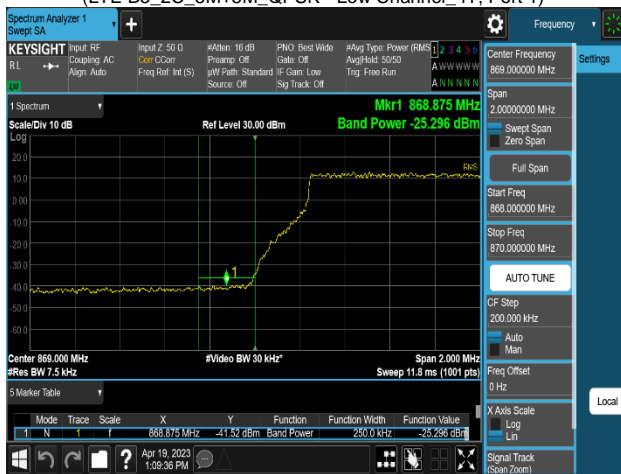 (LTE B5_2C_5M+5M_QPSK - Low Channel_1T, Port 1)
Spectrum Analyzer 1
Swept SA
+
Frequency
KEYSIGHT
RL
Input: RF
Coupling: AC
Align: Auto
Input Z: 50 Ω
Corr CCorr
Freq Ref: Int (S)
#Atten: 16 dB
Preamp: Off
µW Path: Standard
Source: Off
PNO: Best Wide
Gate: Off
IF Gain: Low
Sig Track: Off
#Avg Type: Power (RMS)
Avg|Hold: 50/50
Trig: Free Run
1 2 3 4 5 6
A W W W W W
A N N N N N
LW
1 Spectrum
Scale/Div 10 dB
Ref Level 30.00 dBm
Mkr1 868.875 MHz
Band Power -25.296 dBm
Log
20.0
10.0
0.00
-10.0
-20.0
-30.0
-40.0
-50.0
-60.0
RMS
1
Center 869.000 MHz
#Res BW 7.5 kHz
#Video BW 30 kHz*
Span 2.000 MHz
Sweep 11.8 ms (1001 pts)
5 Marker Table
Mode Trace Scale X Y Function Function Width Function Value
1 N 1 f 868.875 MHz -41.52 dBm Band Power 250.0 kHz -25.296 dBm
Apr 19, 2023
1:09:36 PM
?
Center Frequency
869.000000 MHz
Settings
Span
2.00000000 MHz
Swept Span
Zero Span
Full Span
Start Freq
868.000000 MHz
Stop Freq
870.000000 MHz
AUTO TUNE
CF Step
200.000 kHz
Auto
Man
Freq Offset
0 Hz
X Axis Scale
Log
Lin
Local
Signal Track
(Span Zoom)